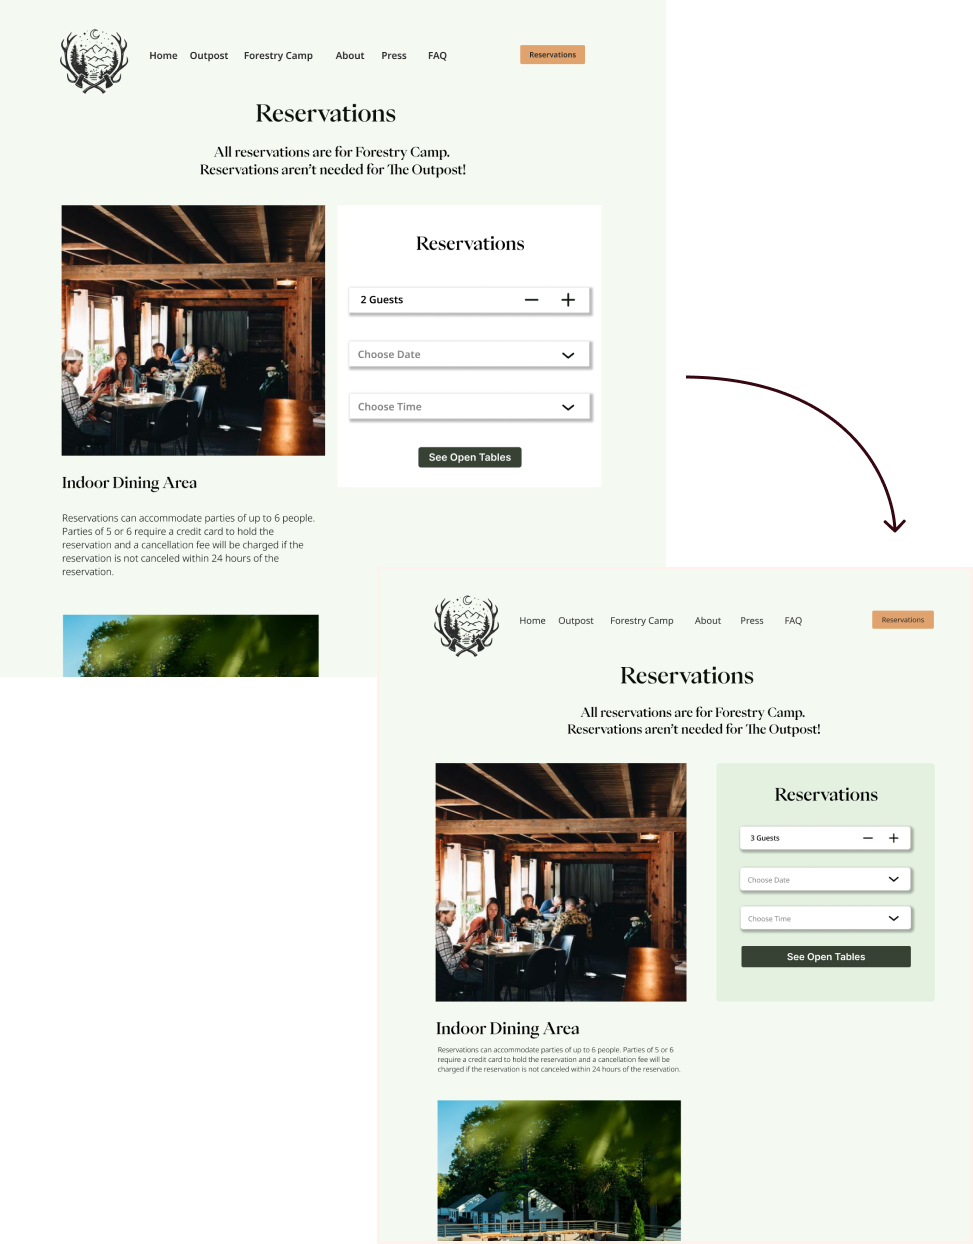 Home Outpost Forestry Camp About Press FAQ Reservations
Reservations
All reservations are for Forestry Camp.
Reservations aren’t needed for The Outpost!
Reservations
2 Guests
Choose Date
Choose Time
See Open Tables
Indoor Dining Area
Reservations can accommodate parties of up to 6 people.
Parties of 5 or 6 require a credit card to hold the
reservation and a cancellation fee will be charged if the
reservation is not canceled within 24 hours of the
reservation.
Home Outpost Forestry Camp About Press FAQ Reservations
Reservations
All reservations are for Forestry Camp.
Reservations aren’t needed for The Outpost!
Reservations
3 Guests
Choose Date
Choose Time
See Open Tables
Indoor Dining Area
Reservations can accommodate parties of up to 6 people. Parties of 5 or 6
require a credit card to hold the reservation and a cancellation fee will be
charged if the reservation is not canceled within 24 hours of the reservation.